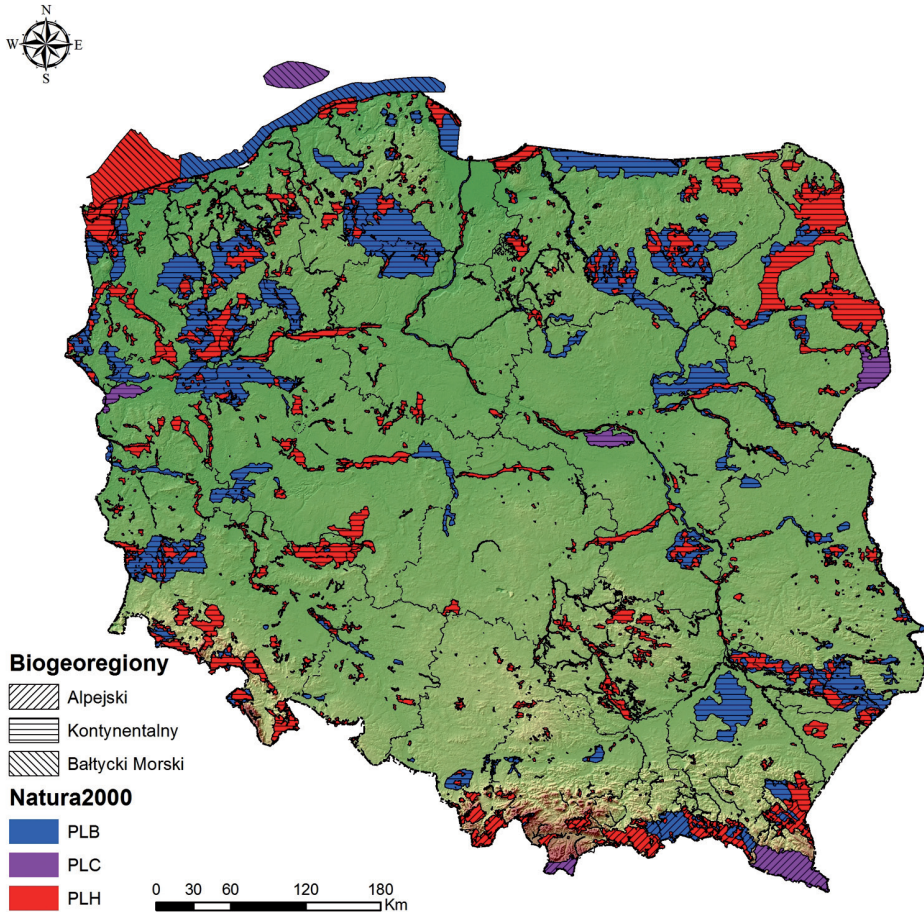 N
W E
S
Biogeoregiony
Alpejski
Kontynentalny
Bałtycki Morski
Natura2000
PLB
PLC
PLH
0 30 60 120 180
Km